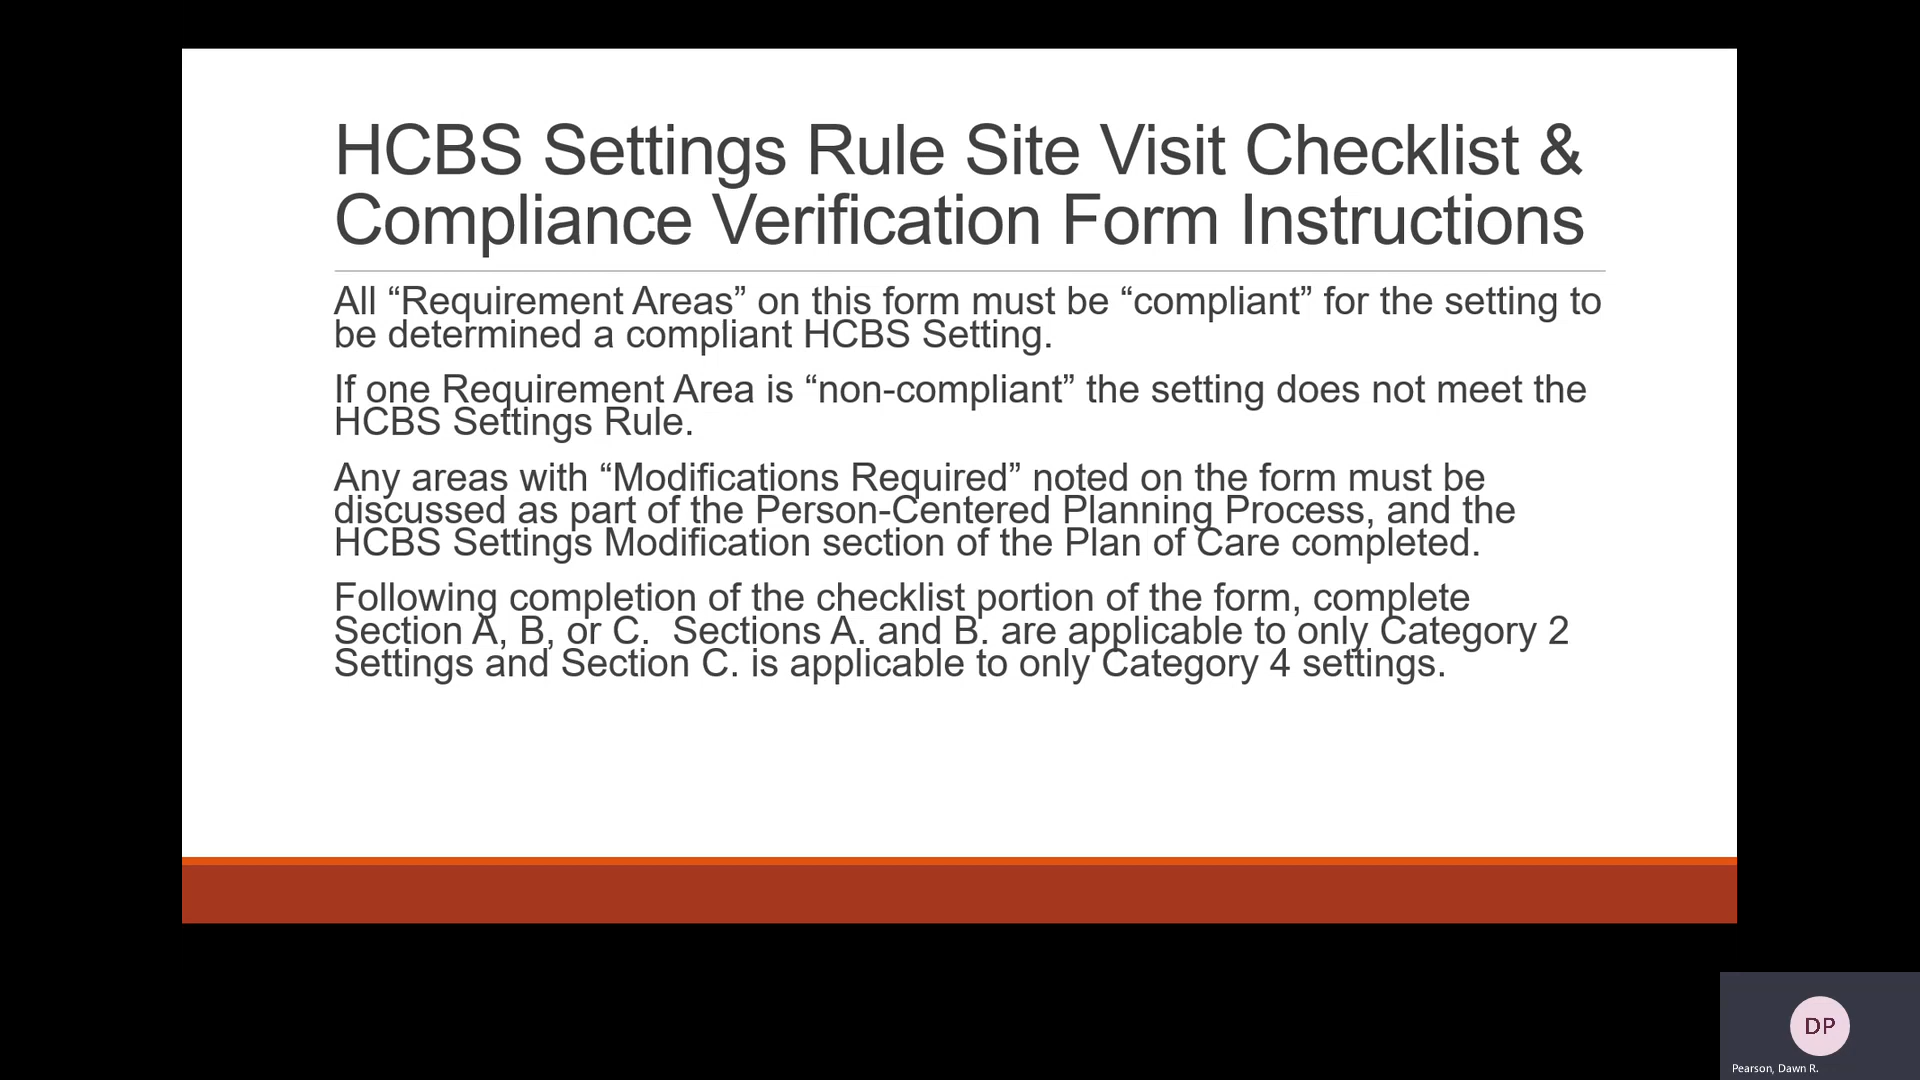 HCBS Settings Rule Site Visit Checklist &
Compliance Verification Form Instructions
All “Requirement Areas” on this form must be “compliant” for the setting to
be determined a compliant HCBS Setting.
If one Requirement Area is “non-compliant” the setting does not meet the
HCBS Settings Rule.
Any areas with “Modifications Required” noted on the form must be
discussed as part of the Person-Centered Planning Process, and the
HCBS Settings Modification section of the Plan of Care completed.
Following completion of the checklist portion of the form, complete
Section A, B, or C.  Sections A. and B. are applicable to only Category 2
Settings and Section C. is applicable to only Category 4 settings.
DP
Pearson, Dawn R.